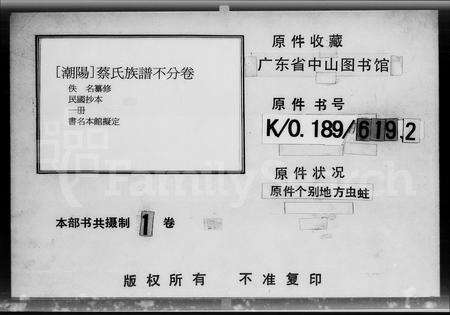 [潮陽]蔡氏族譜不分卷
佚 名纂修
民國抄本
一冊
書名本館擬定
原件收藏
广东省中山图书馆
原件书号
K/0.189/619.2
原件状况
原件个别地方虫蛀
本部书共摄制 1 卷
版权所有 不准复印
FamilySearch